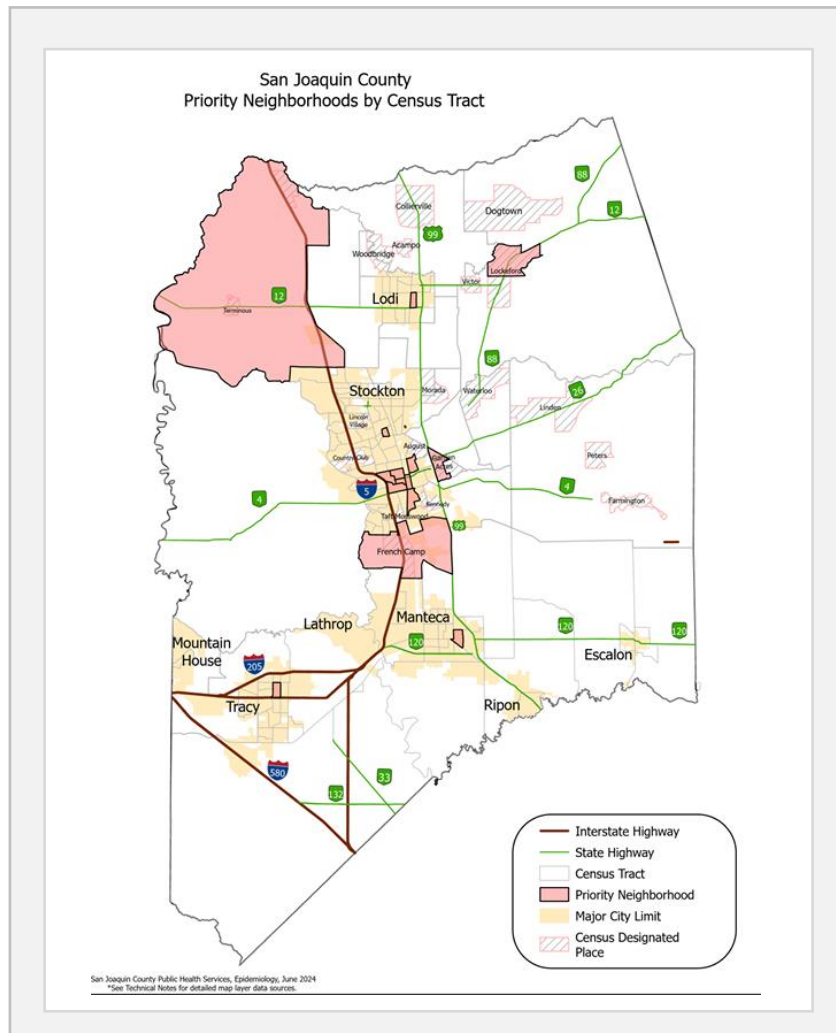 San Joaquin County
Priority Neighborhoods by Census Tract
88
Collierville
Dogtown
12
99
Acampo
Woodbridge
Lockeford
Victor
12
Lodi
Terminous
88
Stockton
Morada
Waterloo
26
Linden
Lincoln
Village
August
Country Club
Garden
Acres
Peters
5
4
4
Kennedy
Farmington
Taft Mosswood
99
French Camp
Lathrop
Manteca
120
120
120
Mountain
House
Escalon
205
Tracy
Ripon
580
33
132
Interstate Highway
State Highway
Census Tract
Priority Neighborhood
Major City Limit
Census Designated
Place
San Joaquin County Public Health Services, Epidemiology, June 2024
*See Technical Notes for detailed map layer data sources.